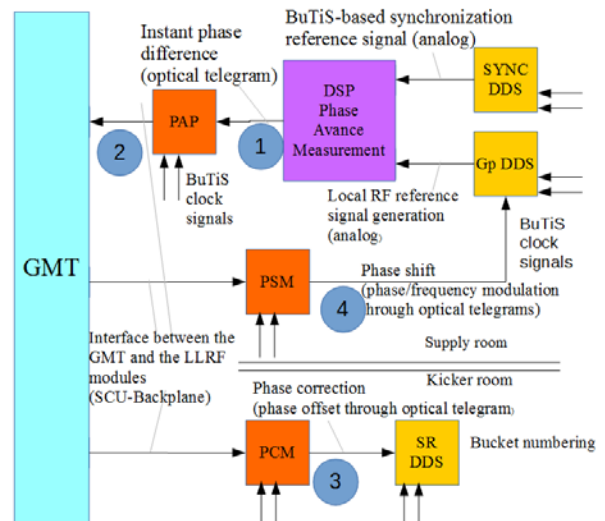 BuTiS-based synchronization
reference signal (analog)
Instant phase
difference
(optical telegram)
SYNC
DDS
DSP
Phase
Avance
Measurement
PAP
1
2
Gp DDS
BuTiS
clock
signals
Local RF reference
signal generation
(analog)
BuTiS
clock
signals
GMT
PSM
4
Phase shift
(phase/frequency modulation
through optical telegrams)
Supply room
Interface between the
GMT and the LLRF
modules
(SCU-Backplane)
Kicker room
Phase correction
(phase offset through optical telegram)
PCM
3
SR
DDS
Bucket numbering